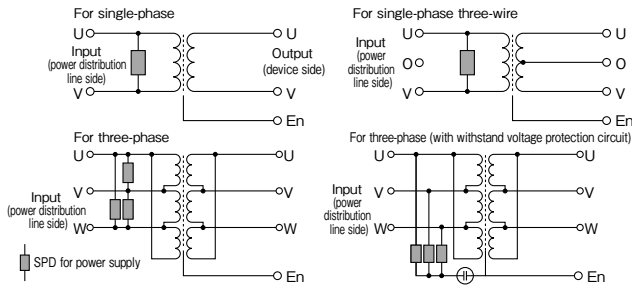 For single-phase
U
Input
(power distribution
line side)
V
U
Output
(device side)
V
En
For single-phase three-wire
U
Input
(power
distribution
line side)
O
V
U
O
V
En
For three-phase
U
V
Input
(power distribution
line side)
W
U
V
W
En
SPD for power supply
For three-phase (with withstand voltage protection circuit)
U
V
Input
(power
distribution
line side)
W
U
V
W
En